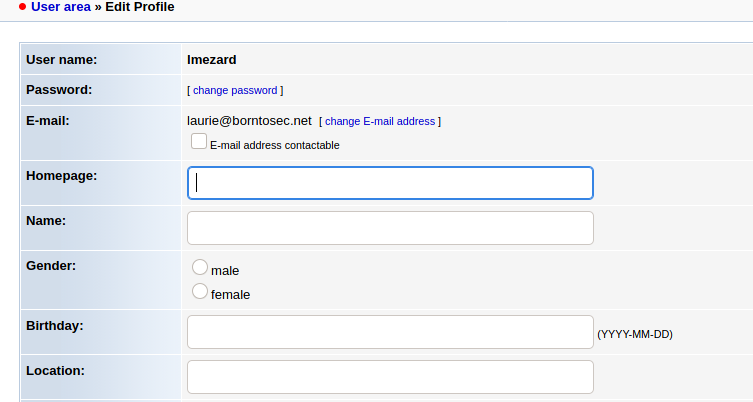 User area » Edit Profile
User name: lmezard
Password: [ change password ]
E-mail: laurie@borntosec.net [ change E-mail address ]
E-mail address contactable
Homepage:
Name:
Gender: male
female
Birthday: (YYYY-MM-DD)
Location: